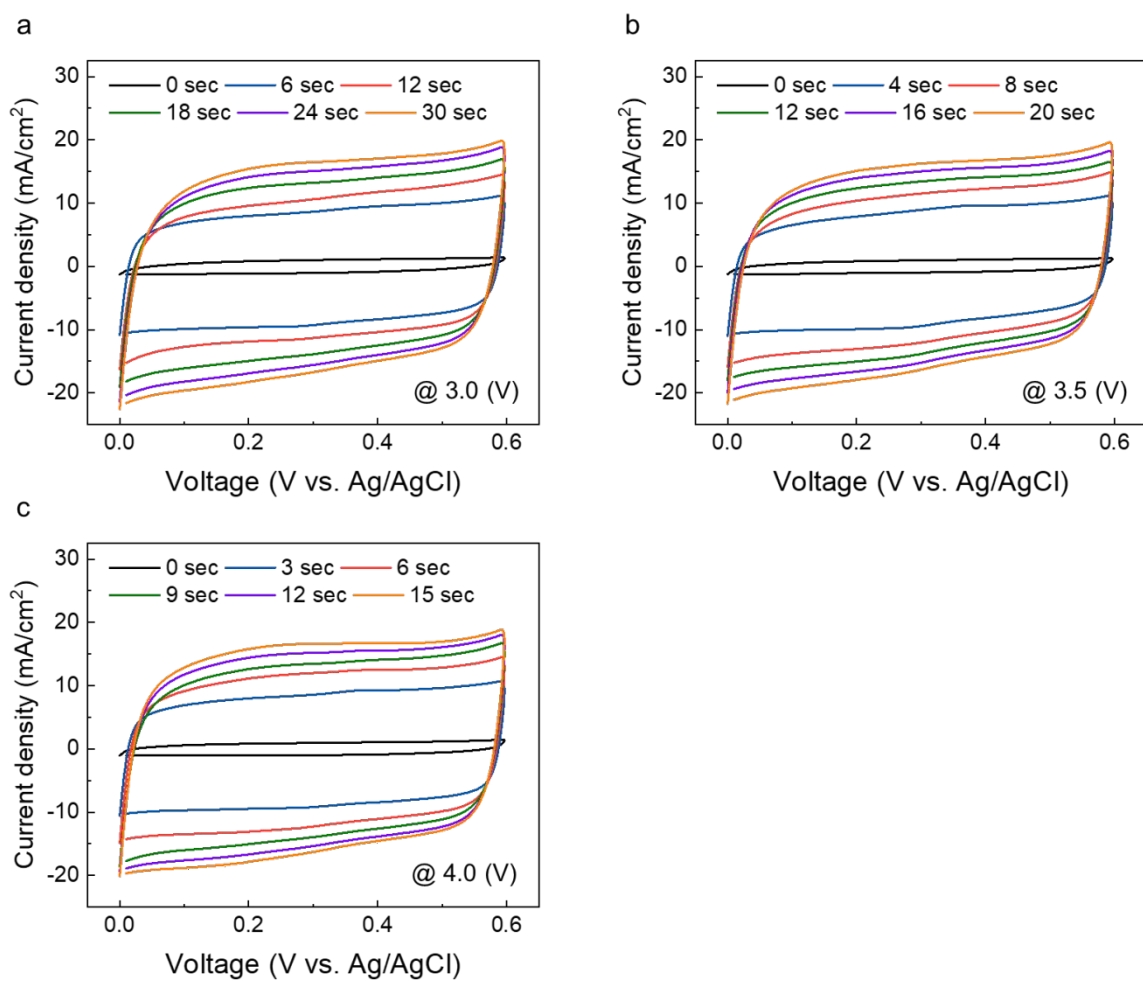 a
30
20
10
0
-10
-20
Current density (mA/cm²)
0 sec 6 sec 12 sec
18 sec 24 sec 30 sec
@ 3.0 (V)
0.0 0.2 0.4 0.6
Voltage (V vs. Ag/AgCl)
b
30
20
10
0
-10
-20
Current density (mA/cm²)
0 sec 4 sec 8 sec
12 sec 16 sec 20 sec
@ 3.5 (V)
0.0 0.2 0.4 0.6
Voltage (V vs. Ag/AgCl)
c
30
20
10
0
-10
-20
Current density (mA/cm²)
0 sec 3 sec 6 sec
9 sec 12 sec 15 sec
@ 4.0 (V)
0.0 0.2 0.4 0.6
Voltage (V vs. Ag/AgCl)